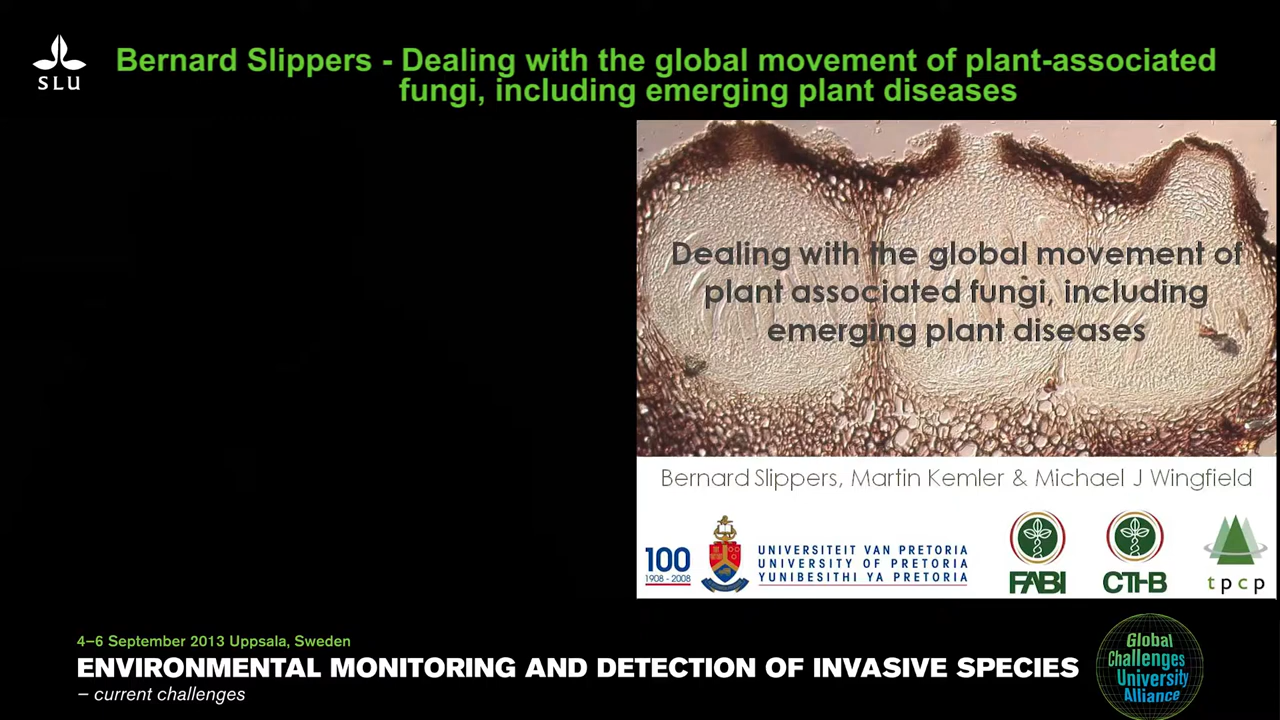 SLU
Bernard Slippers - Dealing with the global movement of plant-associated
fungi, including emerging plant diseases
Dealing with the global movement of
plant associated fungi, including
emerging plant diseases
Bernard Slippers, Martin Kemler & Michael J Wingfield
100
1908 - 2008
UNIVERSITEIT VAN PRETORIA
UNIVERSITY OF PRETORIA
YUNIBESITHI YA PRETORIA
FABI
CTHB
tpcp
4–6 September 2013 Uppsala, Sweden
ENVIRONMENTAL MONITORING AND DETECTION OF INVASIVE SPECIES
– current challenges
Global
Challenges
University
Alliance